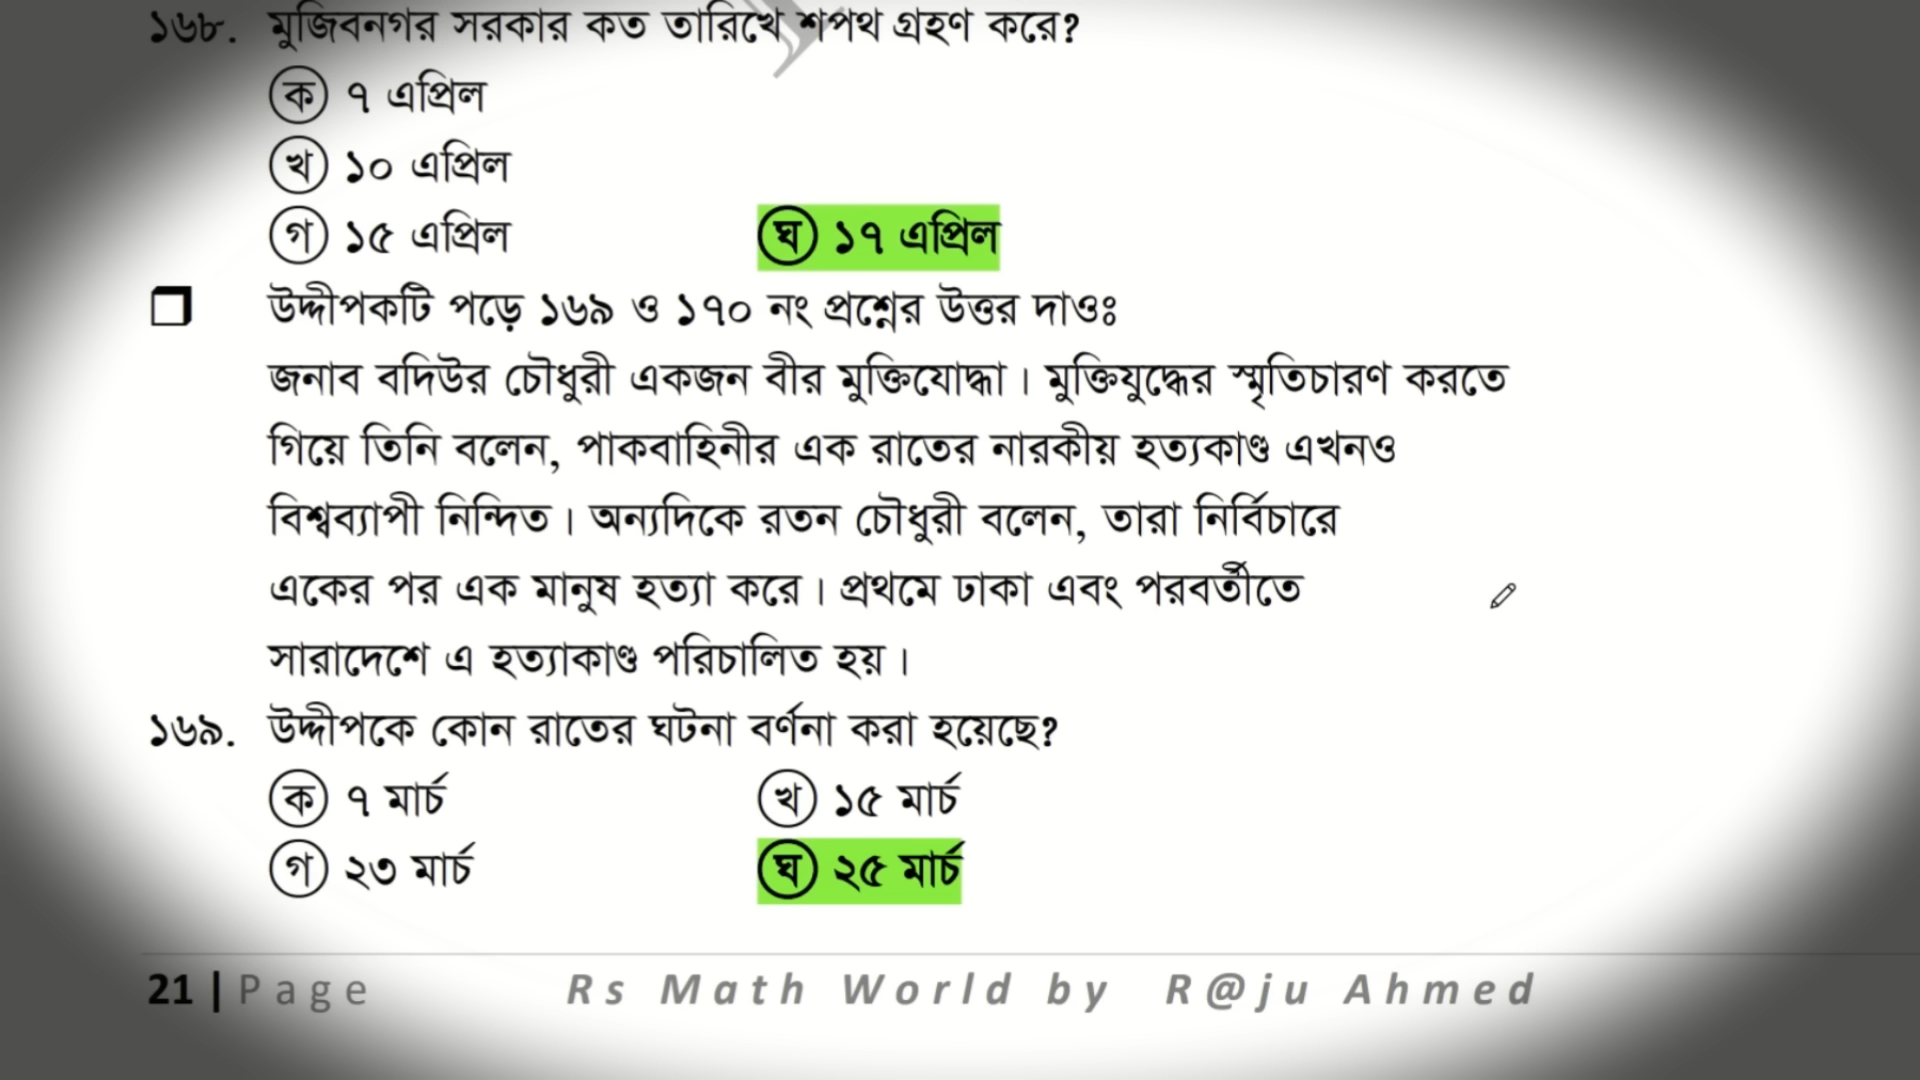 ১৬৮. মুজিবনগর সরকার কত তারিখে শপথ গ্রহণ করে?
ক ৭ এপ্রিল
খ ১০ এপ্রিল
গ ১৫ এপ্রিল ঘ ১৭ এপ্রিল
❐ উদ্দীপকটি পড়ে ১৬৯ ও ১৭০ নং প্রশ্নের উত্তর দাওঃ
জনাব বদিউর চৌধুরী একজন বীর মুক্তিযোদ্ধা। মুক্তিযুদ্ধের স্মৃতিচারণ করতে
গিয়ে তিনি বলেন, পাকবাহিনীর এক রাতের নারকীয় হত্যকাণ্ড এখনও
বিশ্বব্যাপী নিন্দিত। অন্যদিকে রতন চৌধুরী বলেন, তারা নির্বিচারে
একের পর এক মানুষ হত্যা করে। প্রথমে ঢাকা এবং পরবর্তীতে
সারাদেশে এ হত্যাকাণ্ড পরিচালিত হয়।
১৬৯. উদ্দীপকে কোন রাতের ঘটনা বর্ণনা করা হয়েছে?
ক ৭ মার্চ খ ১৫ মার্চ
গ ২৩ মার্চ ঘ ২৫ মার্চ
21 | Page Rs Math World by R@ju Ahmed